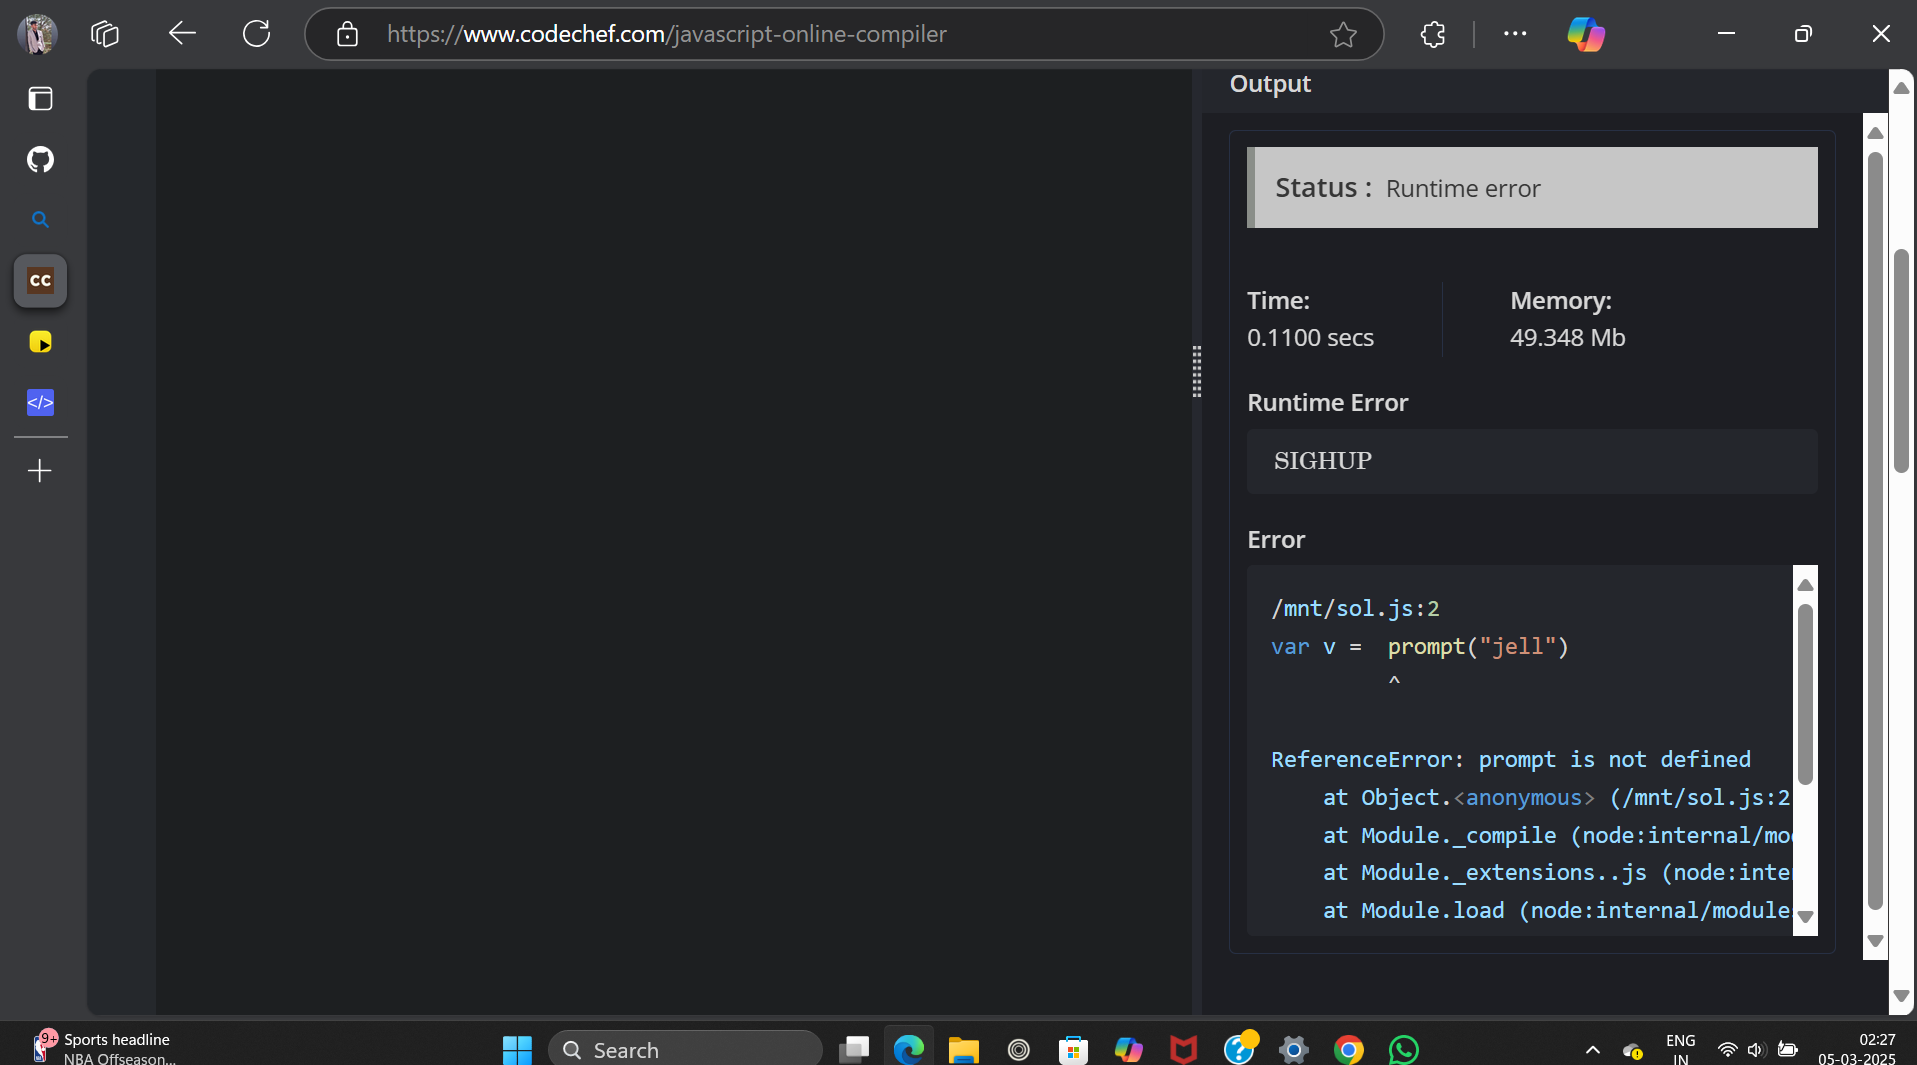 https://www.codechef.com/javascript-online-compiler
Output
Status : Runtime error
Time:
0.1100 secs
Memory:
49.348 Mb
Runtime Error
SIGHUP
Error
/mnt/sol.js:2
var v =  prompt("jell")
^
ReferenceError: prompt is not defined
at Object.<anonymous> (/mnt/sol.js:2
at Module._compile (node:internal/mo
at Module._extensions..js (node:inte
at Module.load (node:internal/module
CC
</>
9+
Sports headline
NBA Offseason...
Search
ENG
IN
02:27
05-03-2025